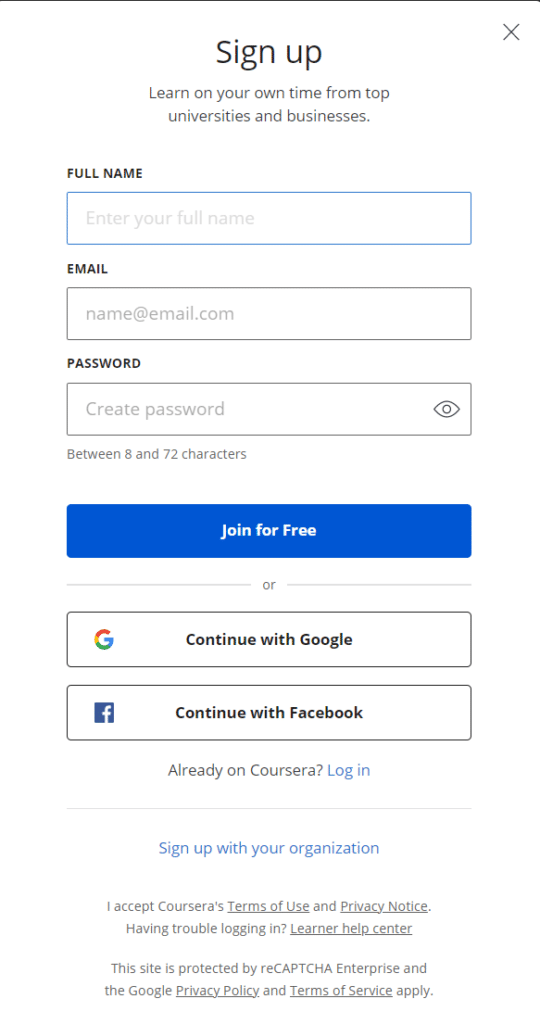 Sign up
Learn on your own time from top
universities and businesses.
FULL NAME
Enter your full name
EMAIL
name@email.com
PASSWORD
Create password
Between 8 and 72 characters
Join for Free
or
Continue with Google
Continue with Facebook
Already on Coursera? Log in
Sign up with your organization
I accept Coursera's Terms of Use and Privacy Notice.
Having trouble logging in? Learner help center
This site is protected by reCAPTCHA Enterprise and
the Google Privacy Policy and Terms of Service apply.